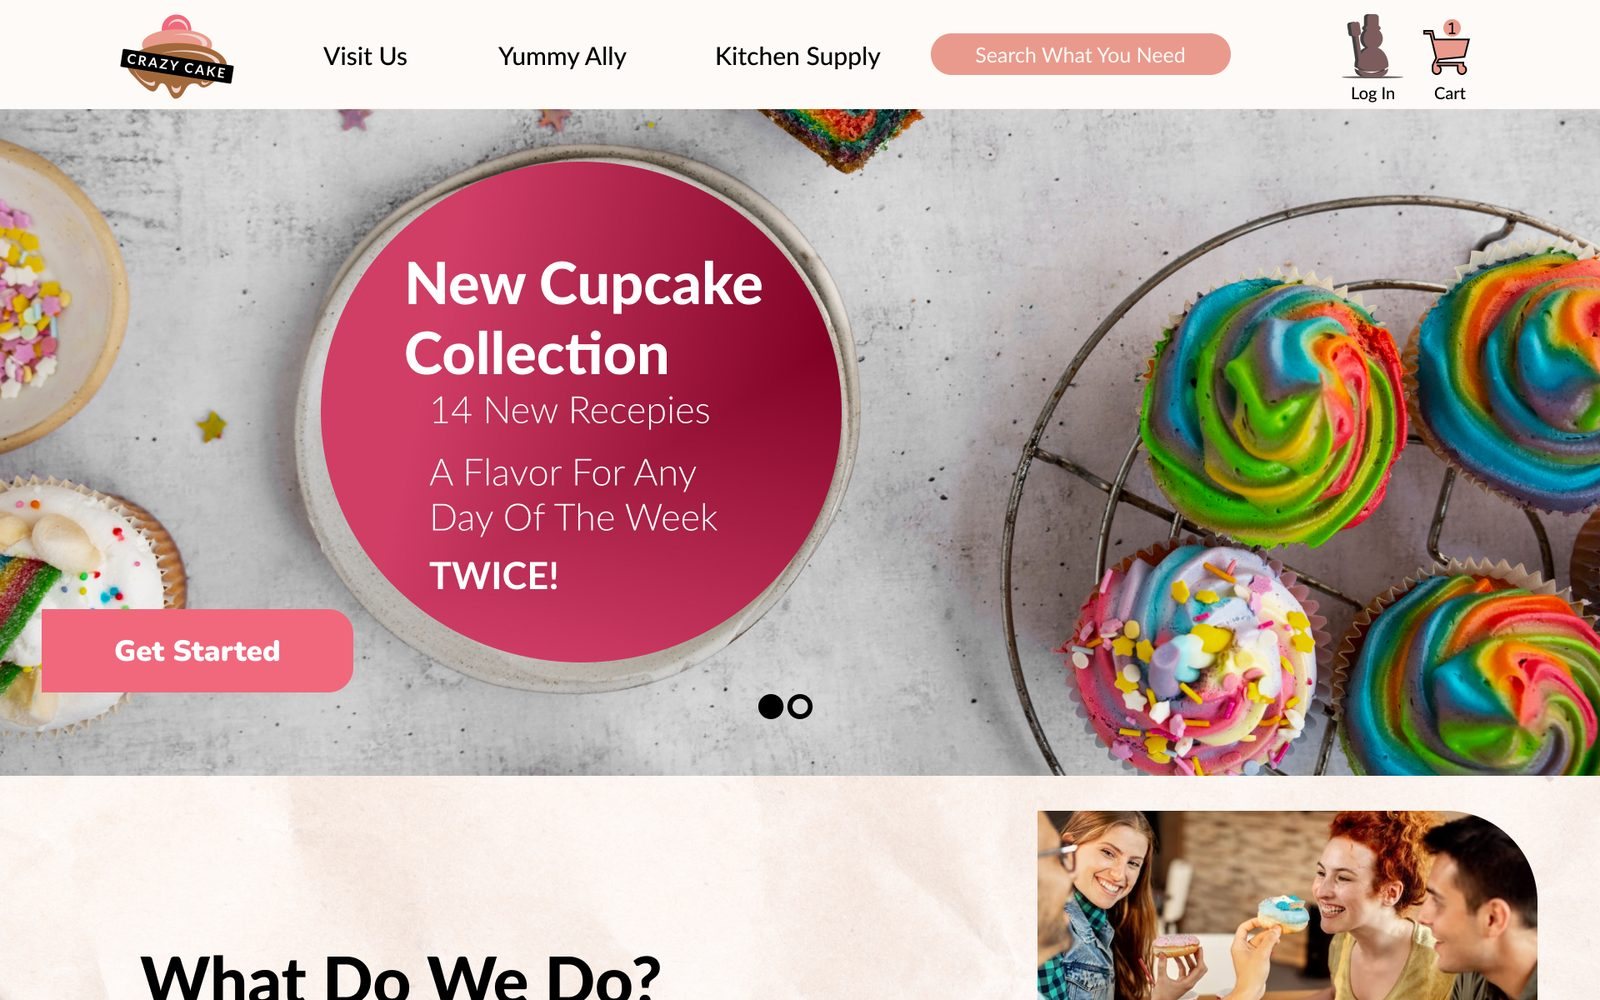 CRAZY CAKE
Visit Us
Yummy Ally
Kitchen Supply
Search What You Need
Log In
1
Cart
New Cupcake
Collection
14 New Recepies
A Flavor For Any
Day Of The Week
TWICE!
Get Started
What Do We Do?